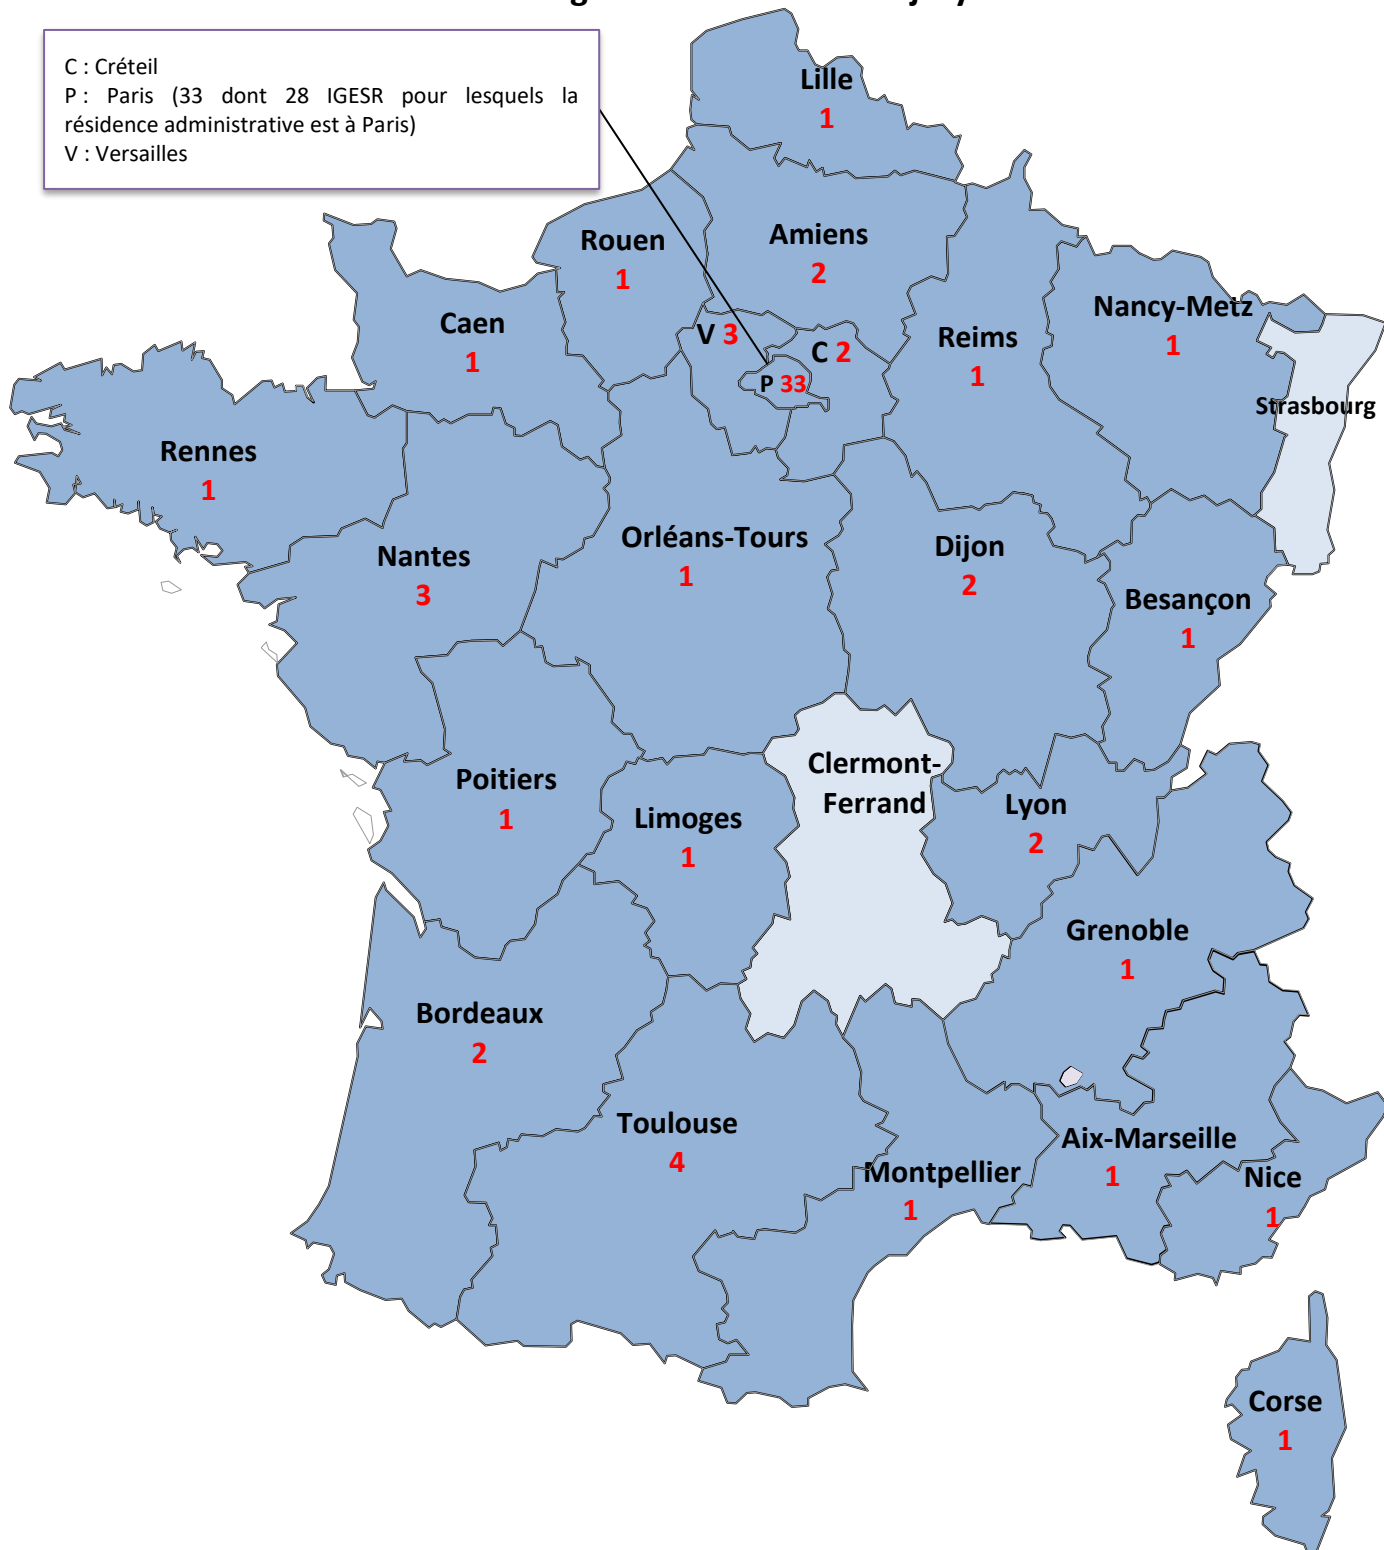 C : Créteil
P : Paris (33 dont 28 IGESR pour lesquels la
résidence administrative est à Paris)
V : Versailles
Lille
1
Rouen
1
Amiens
2
Caen
1
V 3
C 2
P 33
Reims
1
Nancy-Metz
1
Strasbourg
Rennes
1
Nantes
3
Orléans-Tours
1
Dijon
2
Besançon
1
Poitiers
1
Limoges
1
Clermont-
Ferrand
Lyon
2
Grenoble
1
Bordeaux
2
Toulouse
4
Montpellier
1
Aix-Marseille
1
Nice
1
Corse
1